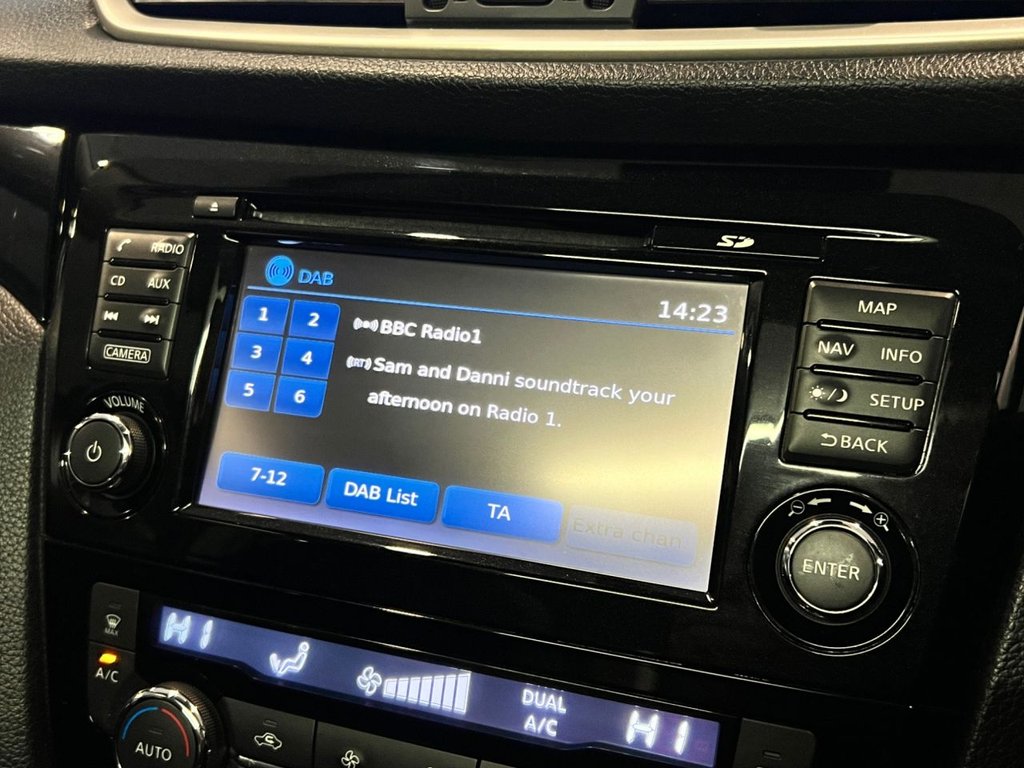 SD
RADIO
CD AUX
CAMERA
VOLUME
DAB
14:23
1 2
3 4
5 6
BBC Radio1
(RT) Sam and Danni soundtrack your
afternoon on Radio 1.
7-12
DAB List
TA
Extra chan.
MAP
NAV INFO
SETUP
BACK
ENTER
MAX
A/C
HI
DUAL
A/C
HI
AUTO